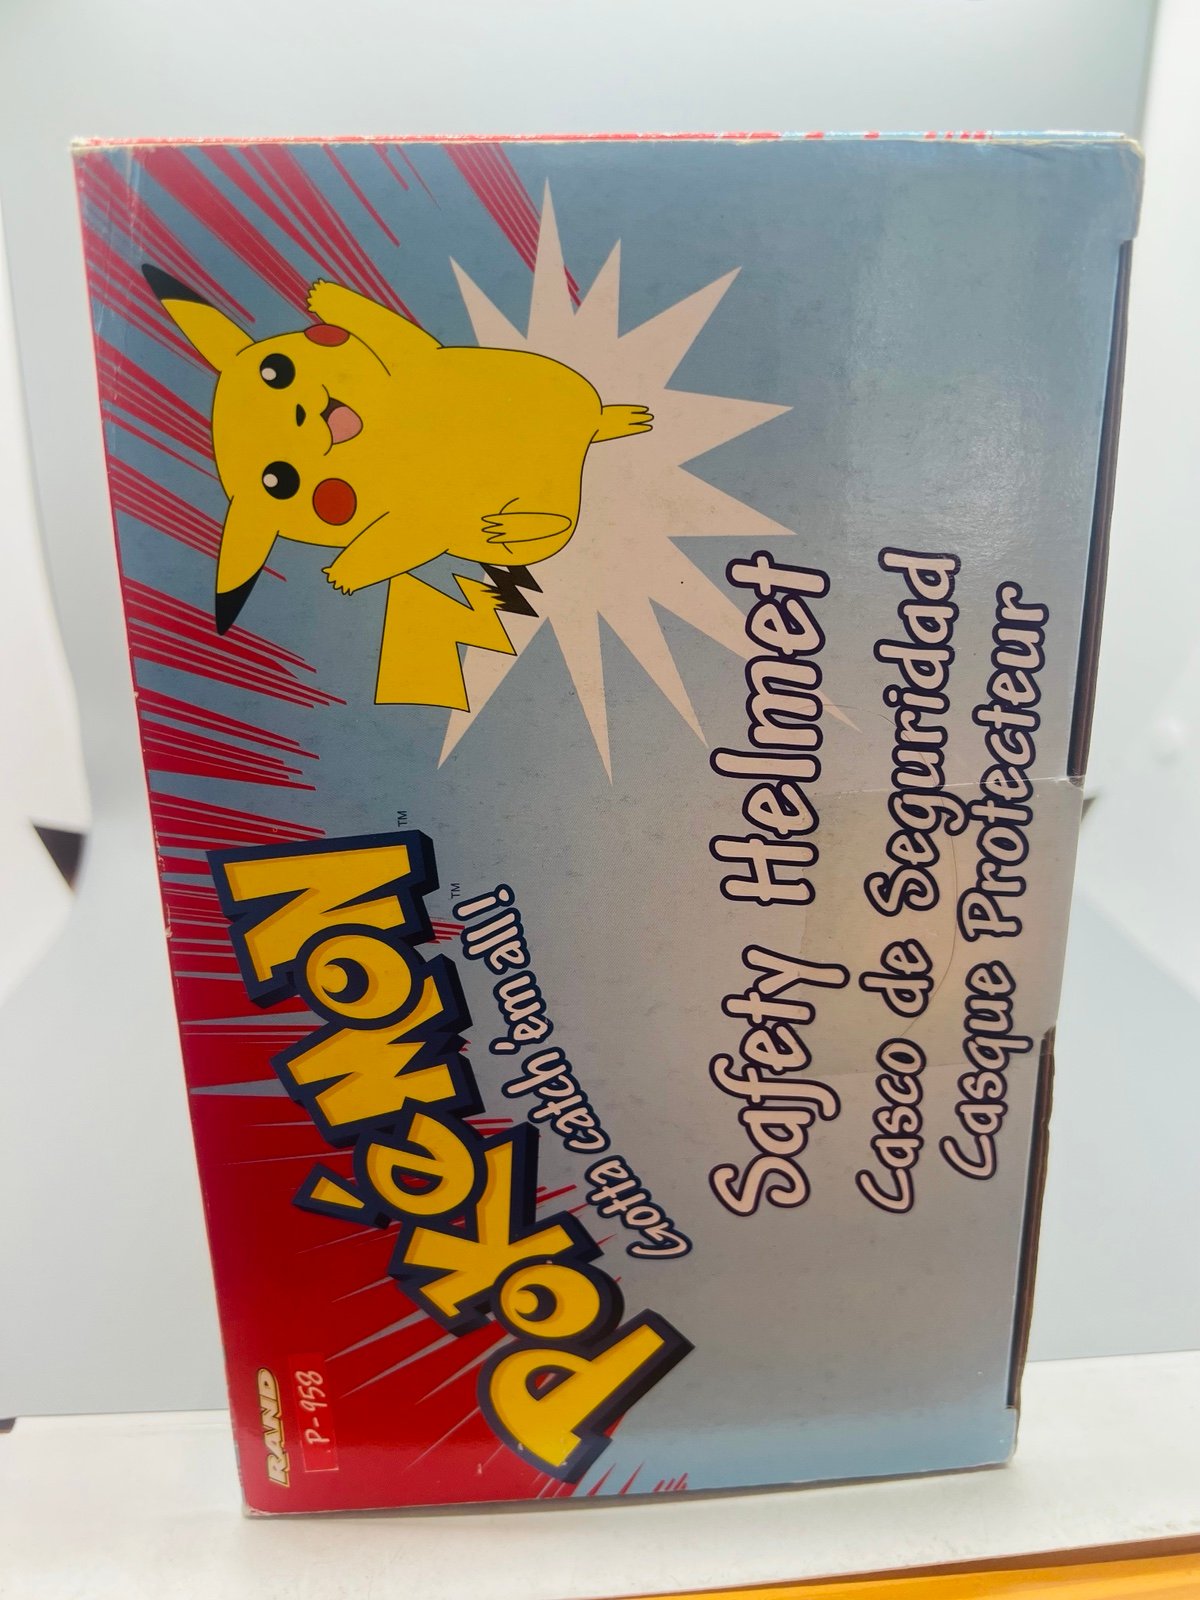 RAND
P-958
POKéMON™
Gotta catch 'em all!™
Safety Helmet
Casco de Seguridad
Casque Protecteur